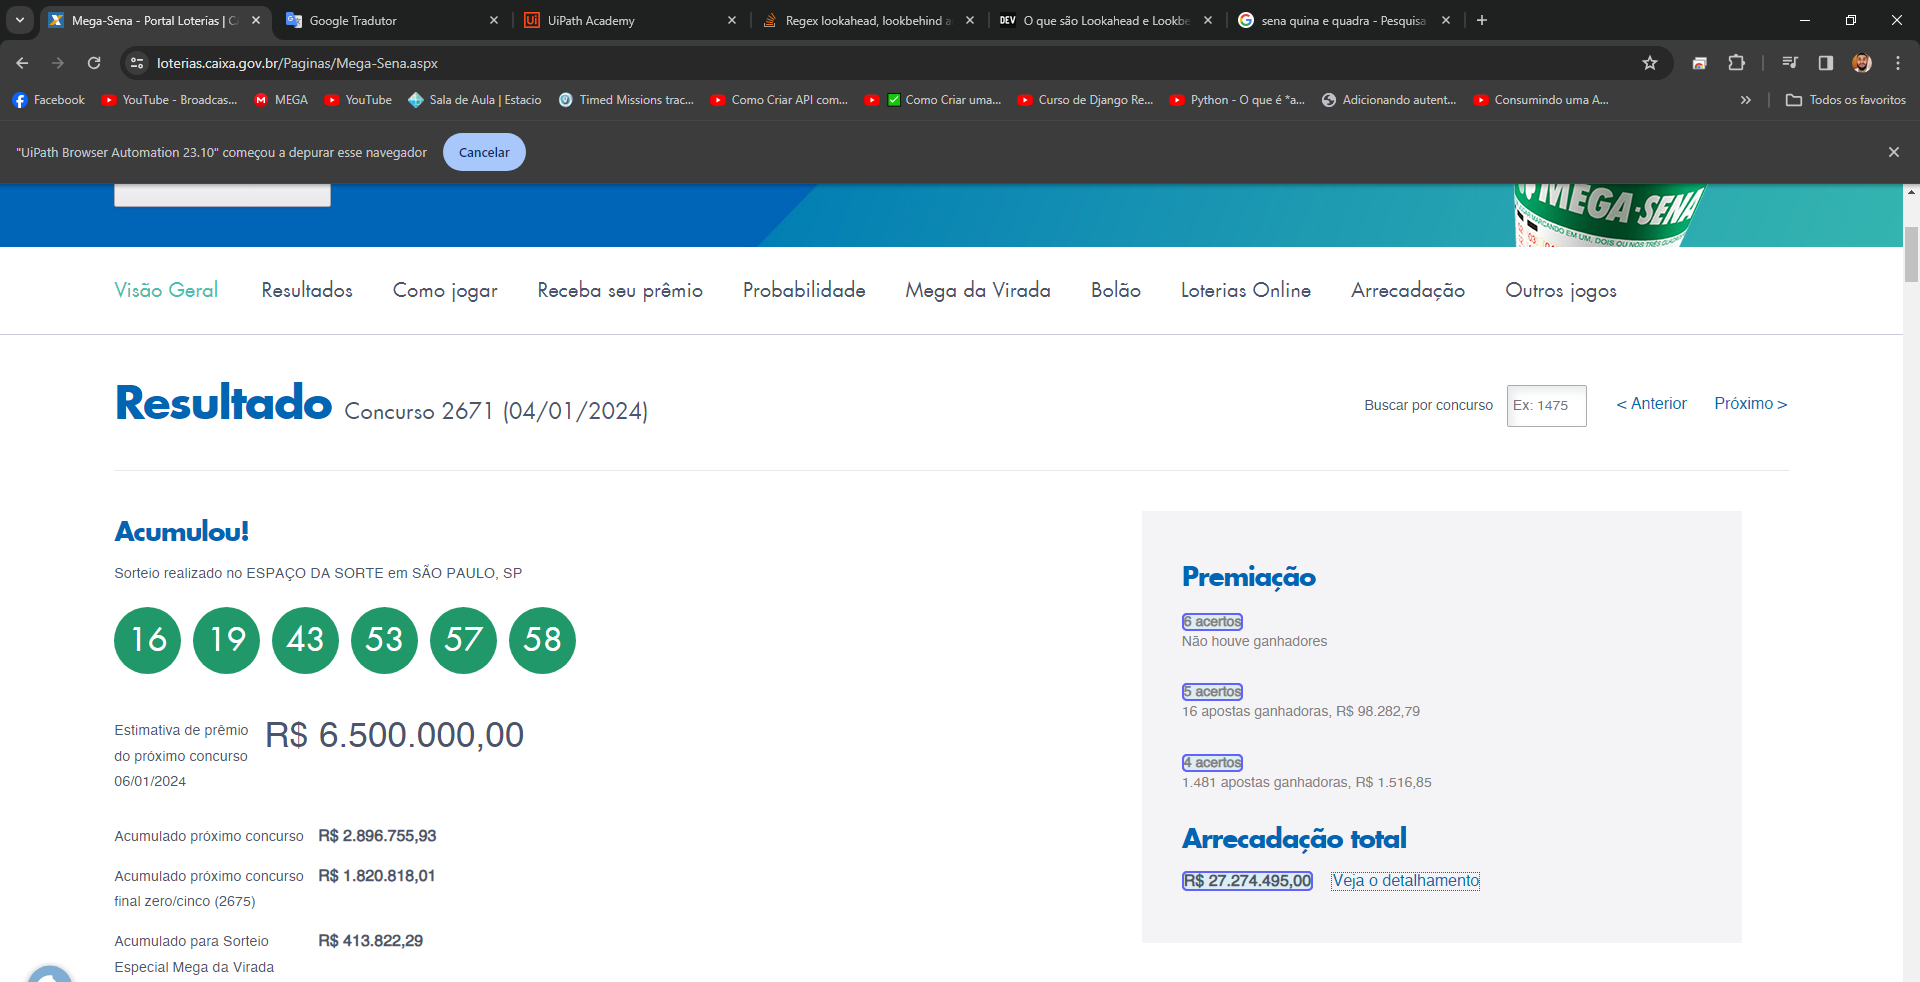 Mega-Sena - Portal Loterias | CA
Google Tradutor
UiPath Academy
Regex lookahead, lookbehind a
O que são Lookahead e Lookbe
sena quina e quadra - Pesquisa
loterias.caixa.gov.br/Paginas/Mega-Sena.aspx
Facebook
YouTube - Broadcas...
MEGA
YouTube
Sala de Aula | Estacio
Timed Missions trac...
Como Criar API com...
Como Criar uma...
Curso de Django Re...
Python - O que é *a...
Adicionando autent...
Consumindo uma A...
Todos os favoritos
"UiPath Browser Automation 23.10" começou a depurar esse navegador
Cancelar
MEGA-SENA
MARCANDO EM UM, DOIS OU NOS TRÊS
Visão Geral
Resultados
Como jogar
Receba seu prêmio
Probabilidade
Mega da Virada
Bolão
Loterias Online
Arrecadação
Outros jogos
Resultado Concurso 2671 (04/01/2024)
Buscar por concurso
Ex: 1475
< Anterior
Próximo >
Acumulou!
Sorteio realizado no ESPAÇO DA SORTE em SÃO PAULO, SP
16 19 43 53 57 58
Estimativa de prêmio
do próximo concurso
06/01/2024
R$ 6.500.000,00
Acumulado próximo concurso R$ 2.896.755,93
Acumulado próximo concurso R$ 1.820.818,01
final zero/cinco (2675)
Acumulado para Sorteio R$ 413.822,29
Especial Mega da Virada
Premiação
6 acertos
Não houve ganhadores
5 acertos
16 apostas ganhadoras, R$ 98.282,79
4 acertos
1.481 apostas ganhadoras, R$ 1.516,85
Arrecadação total
R$ 27.274.495,00 Veja o detalhamento